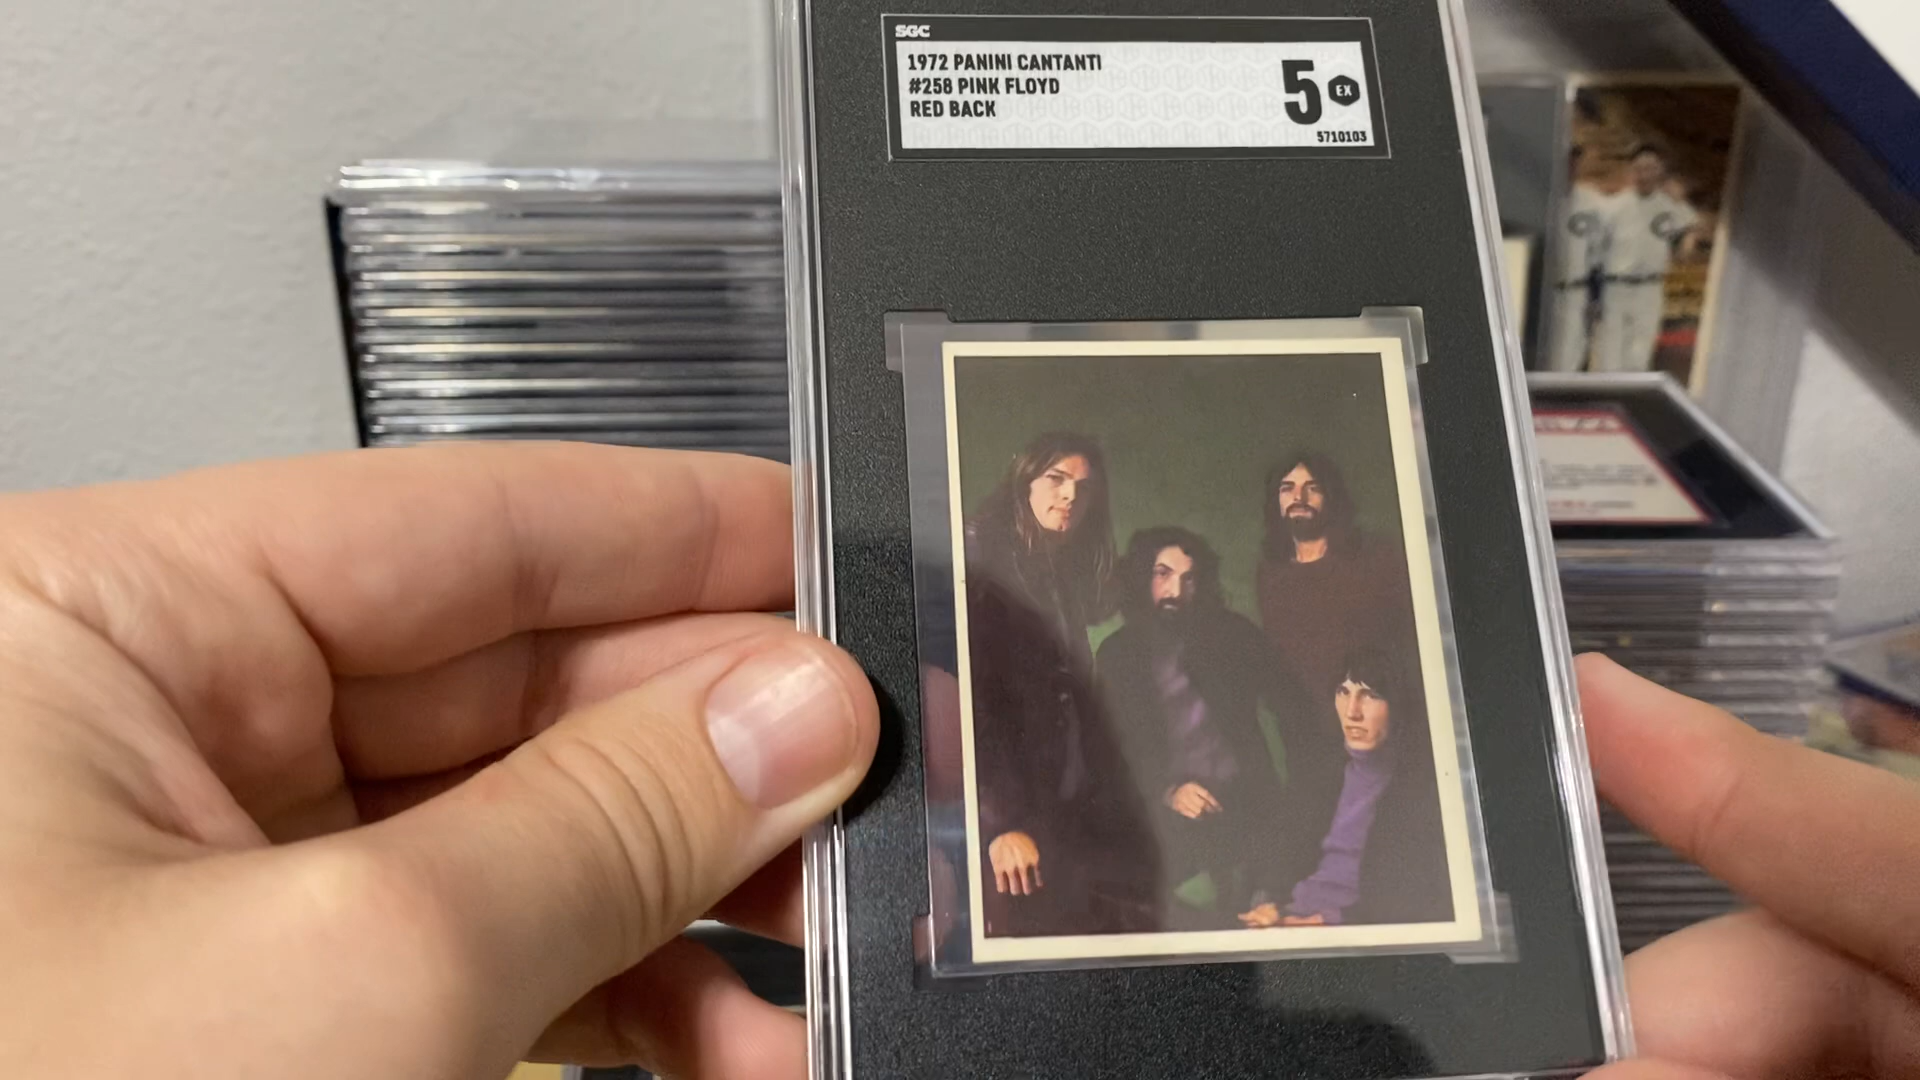 SGC
1972 PANINI CANTANTI
#258 PINK FLOYD
RED BACK
5 EX
5710103